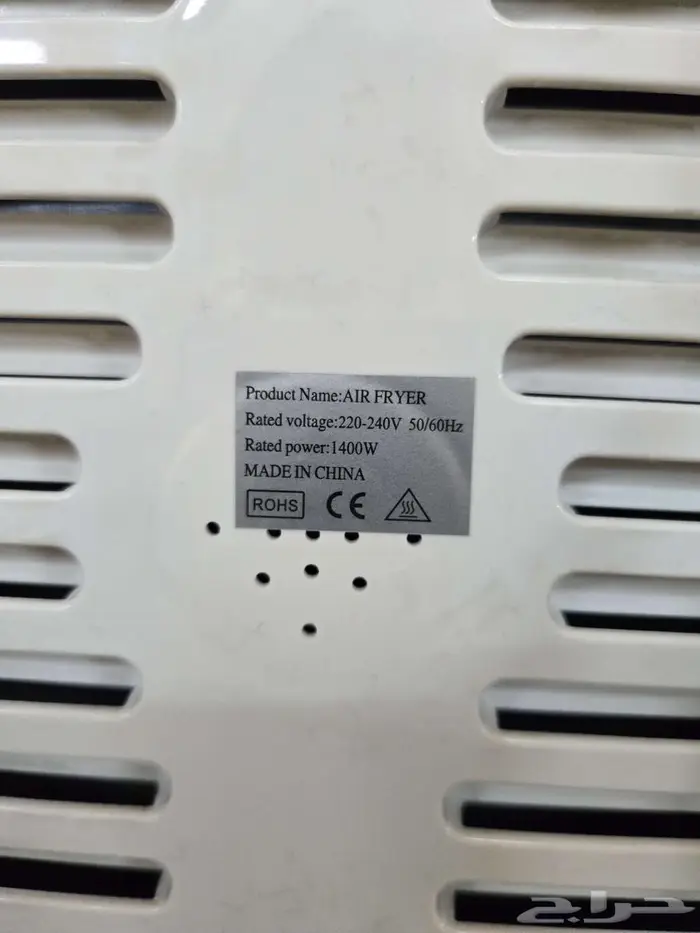 Product Name:AIR FRYER
Rated voltage:220-240V 50/60Hz
Rated power:1400W
MADE IN CHINA
ROHS CE
حراج